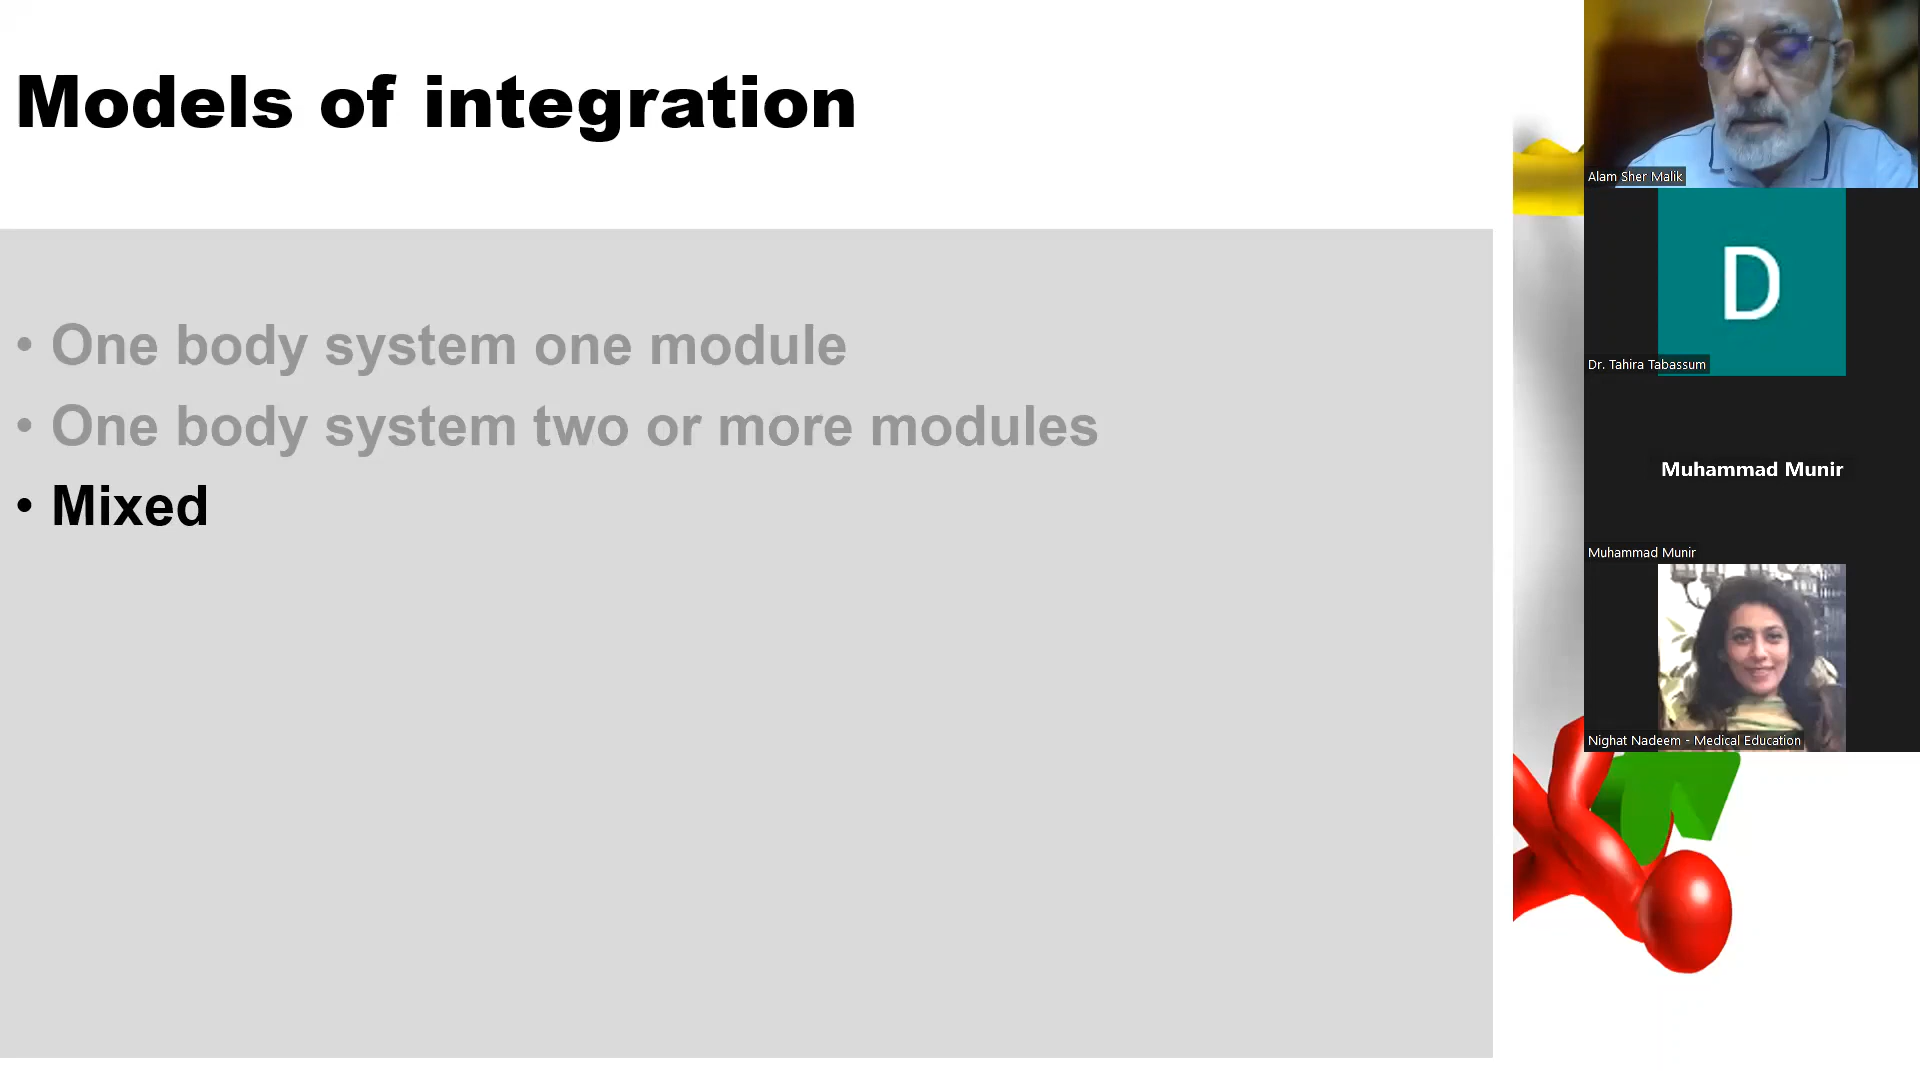 Models of integration
• One body system one module
• One body system two or more modules
• Mixed
Alam Sher Malik
D
Dr. Tahira Tabassum
Muhammad Munir
Muhammad Munir
Nighat Nadeem - Medical Education